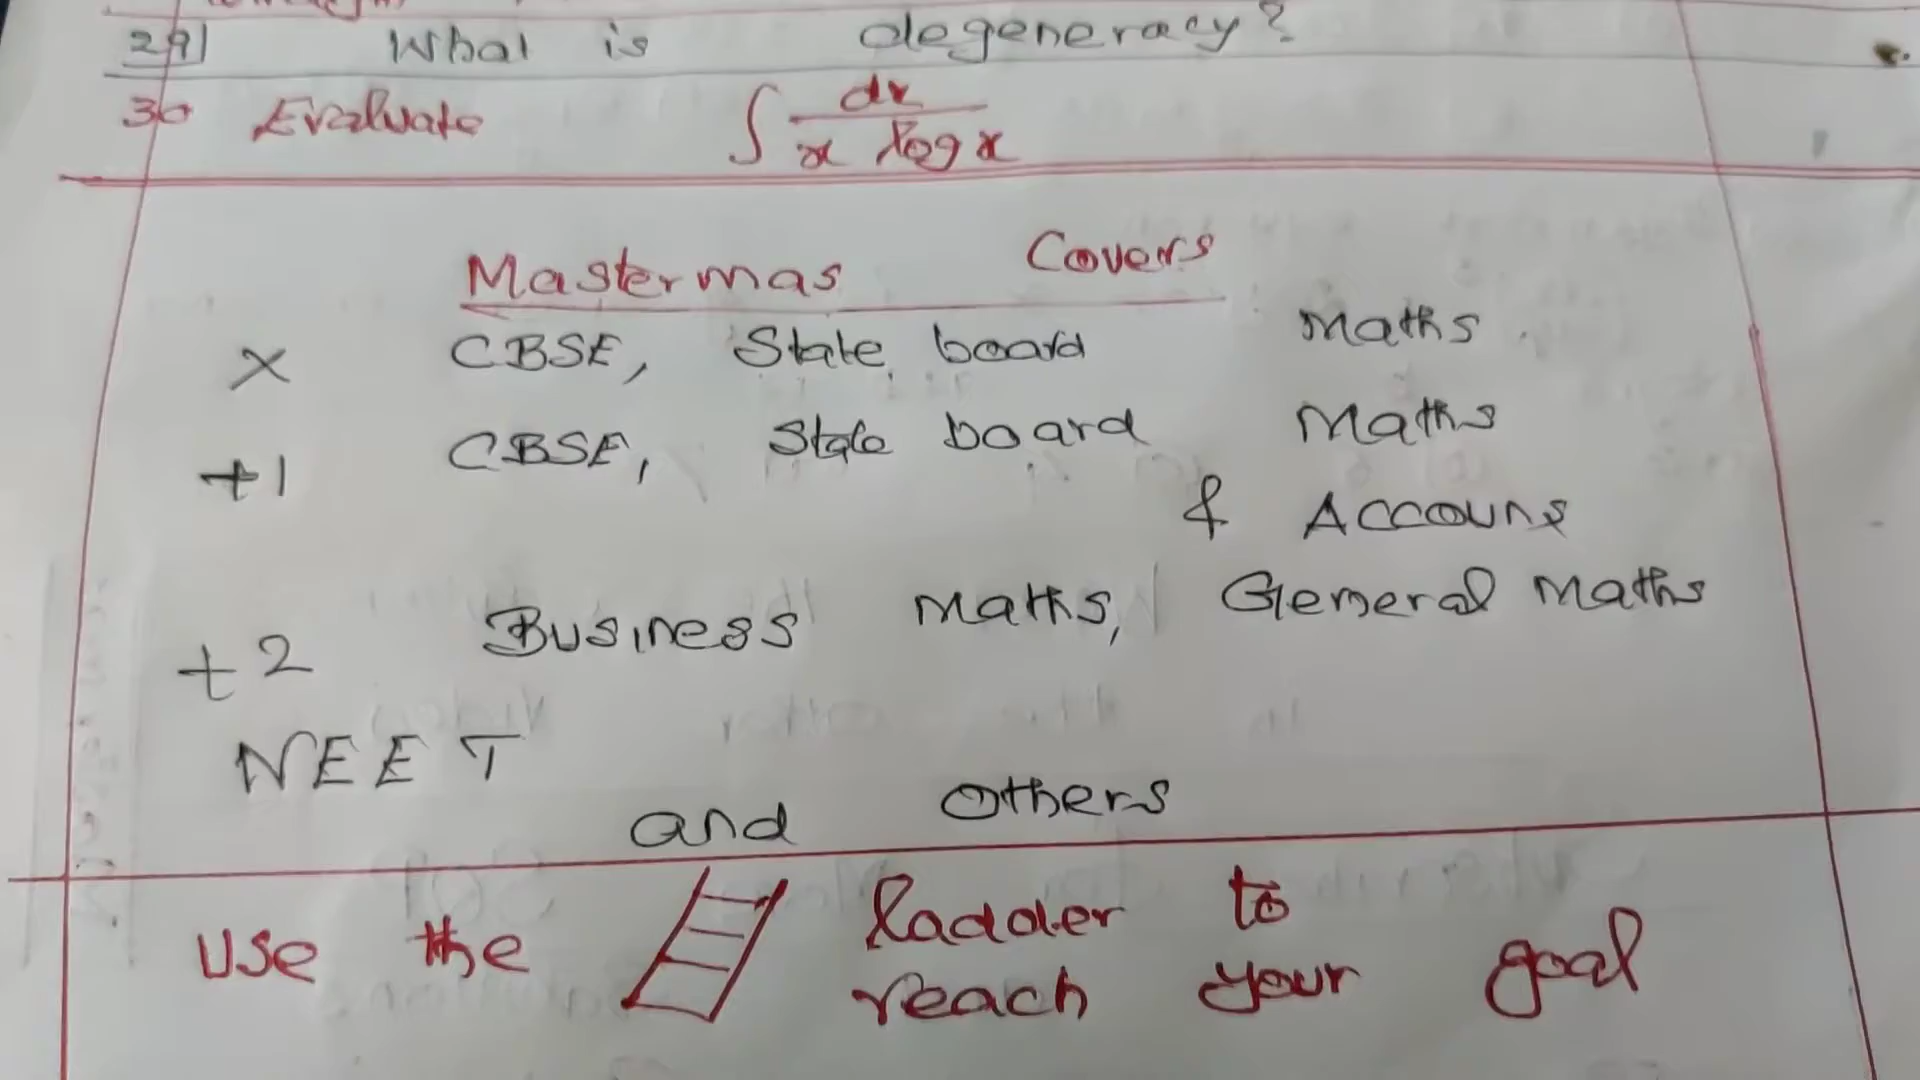 29) What is degeneracy?
30 Evaluate ∫ dx / x log x
Mastermas Covers
X CBSE, State board Maths
+1 CBSE, State board Maths
& Accouns
+2 Business Maths, General Maths
NEET
and others
Use the ladder to
reach your goal